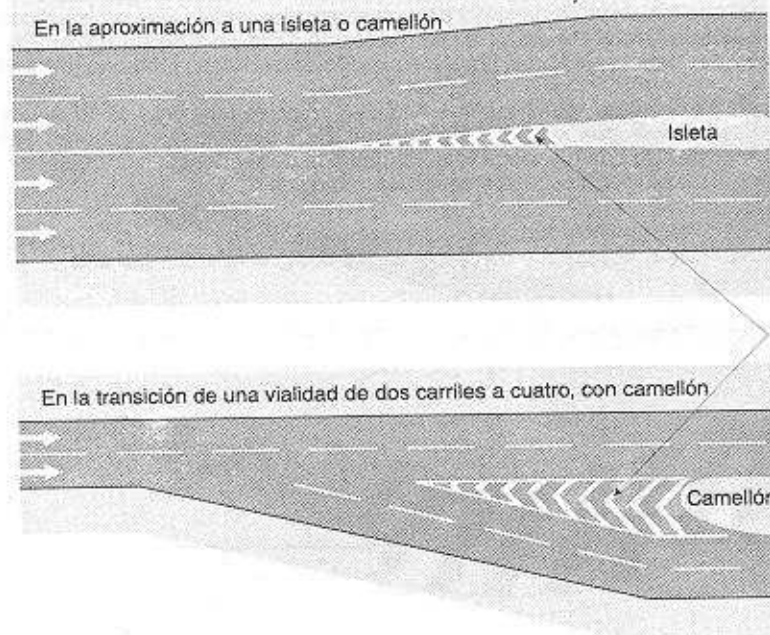 En la aproximación a una isleta o camellón
Isleta
En la transición de una vialidad de dos carriles a cuatro, con camellón
Camellón